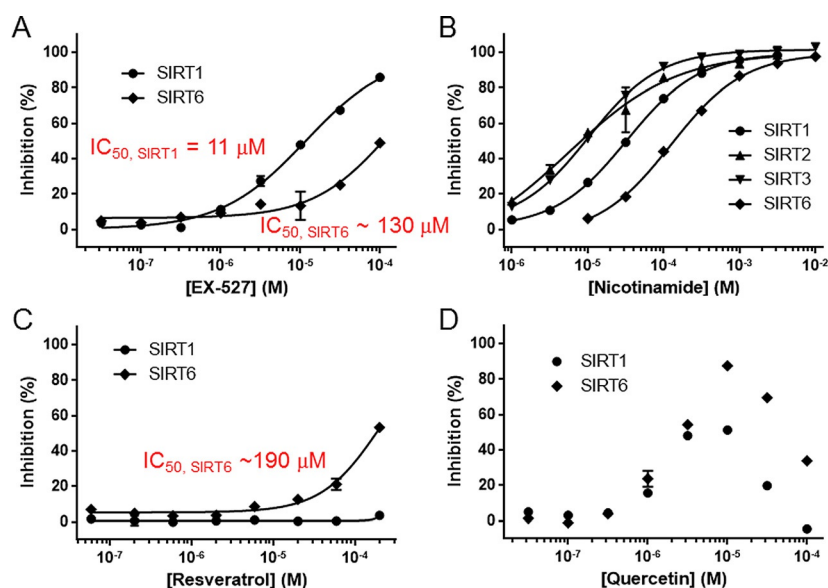 A
Inhibition (%)
100
80
60
40
20
0
SIRT1
SIRT6
IC50, SIRT1 = 11 μM
IC50, SIRT6 ~ 130 μM
10-7
10-6
10-5
10-4
[EX-527] (M)
B
Inhibition (%)
100
80
60
40
20
0
SIRT1
SIRT2
SIRT3
SIRT6
10-6
10-5
10-4
10-3
10-2
[Nicotinamide] (M)
C
Inhibition (%)
100
80
60
40
20
0
SIRT1
SIRT6
IC50, SIRT6 ~190 μM
10-7
10-6
10-5
10-4
[Resveratrol] (M)
D
Inhibition (%)
100
80
60
40
20
0
SIRT1
SIRT6
10-7
10-6
10-5
10-4
[Quercetin] (M)